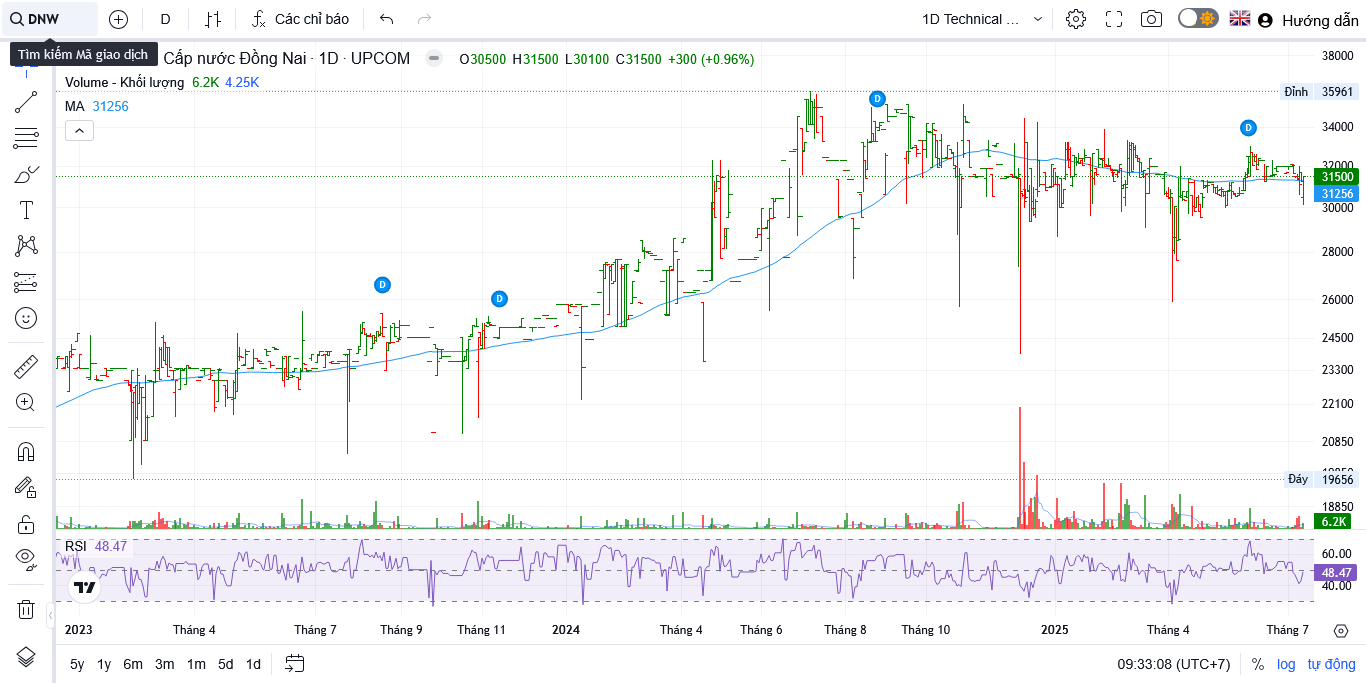 DNW
D
Các chỉ báo
1D Technical ...
Hướng dẫn
Tìm kiếm Mã giao dịch
Cấp nước Đồng Nai · 1D · UPCOM
O30500 H31500 L30100 C31500 +300 (+0.96%)
Volume - Khối lượng 6.2K 4.25K
MA 31256
38000
Đỉnh 35961
34000
32000
31500
31256
30000
28000
26000
24500
23300
22100
20850
Đáy 19656
18850
6.2K
D
D
D
D
RSI 48.47
60.00
48.47
40.00
2023
Tháng 4
Tháng 7
Tháng 9
Tháng 11
2024
Tháng 4
Tháng 6
Tháng 8
Tháng 10
2025
Tháng 4
Tháng 7
5y 1y 6m 3m 1m 5d 1d
09:33:08 (UTC+7)
%
log
tự động